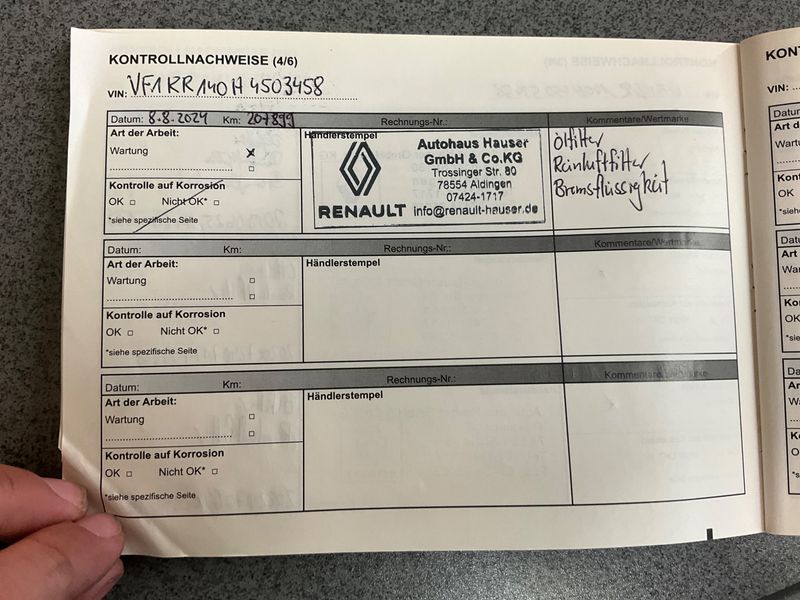 KONTROLLNACHWEISE (4/6)
VIN: VF1KR140H4503458
Datum: 8.8.2024 Km: 207899 Rechnungs-Nr.: Kommentare/Wertmarke
Art der Arbeit:
Wartung x
Kontrolle auf Korrosion
OK □ Nicht OK* □
*siehe spezifische Seite
Händlerstempel
RENAULT
Autohaus Hauser
GmbH & Co.KG
Trossinger Str. 80
78554 Aldingen
07424-1717
info@renault-hauser.de
Ölfilter
Reinluftfilter
Bremsflüssigkeit
Datum: Km: Rechnungs-Nr.: Kommentare/Wertmarke
Art der Arbeit:
Wartung □
Kontrolle auf Korrosion
OK □ Nicht OK* □
*siehe spezifische Seite
Händlerstempel
Datum: Km: Rechnungs-Nr.: Kommentare/Wertmarke
Art der Arbeit:
Wartung □
Kontrolle auf Korrosion
OK □ Nicht OK* □
*siehe spezifische Seite
Händlerstempel
VIN: